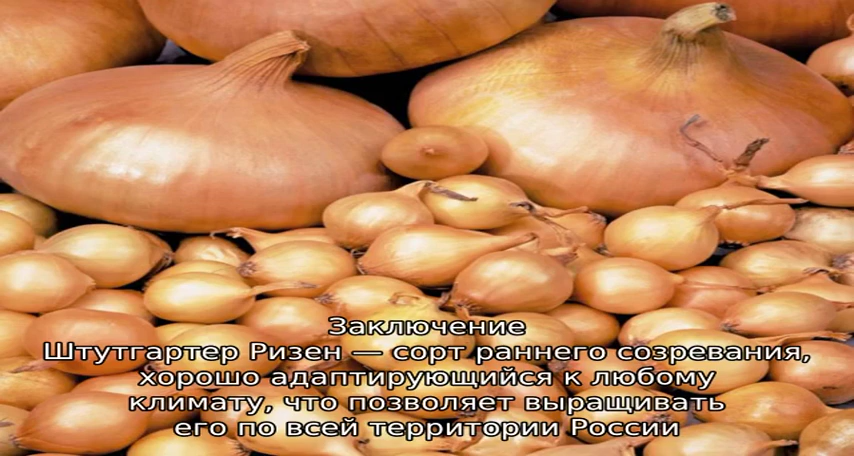 Заключение
Штутгартер Ризен — сорт раннего созревания,
хорошо адаптирующийся к любому
климату, что позволяет выращивать
его по всей территории России